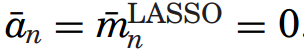 ā_n = m̄_n^LASSO = 0